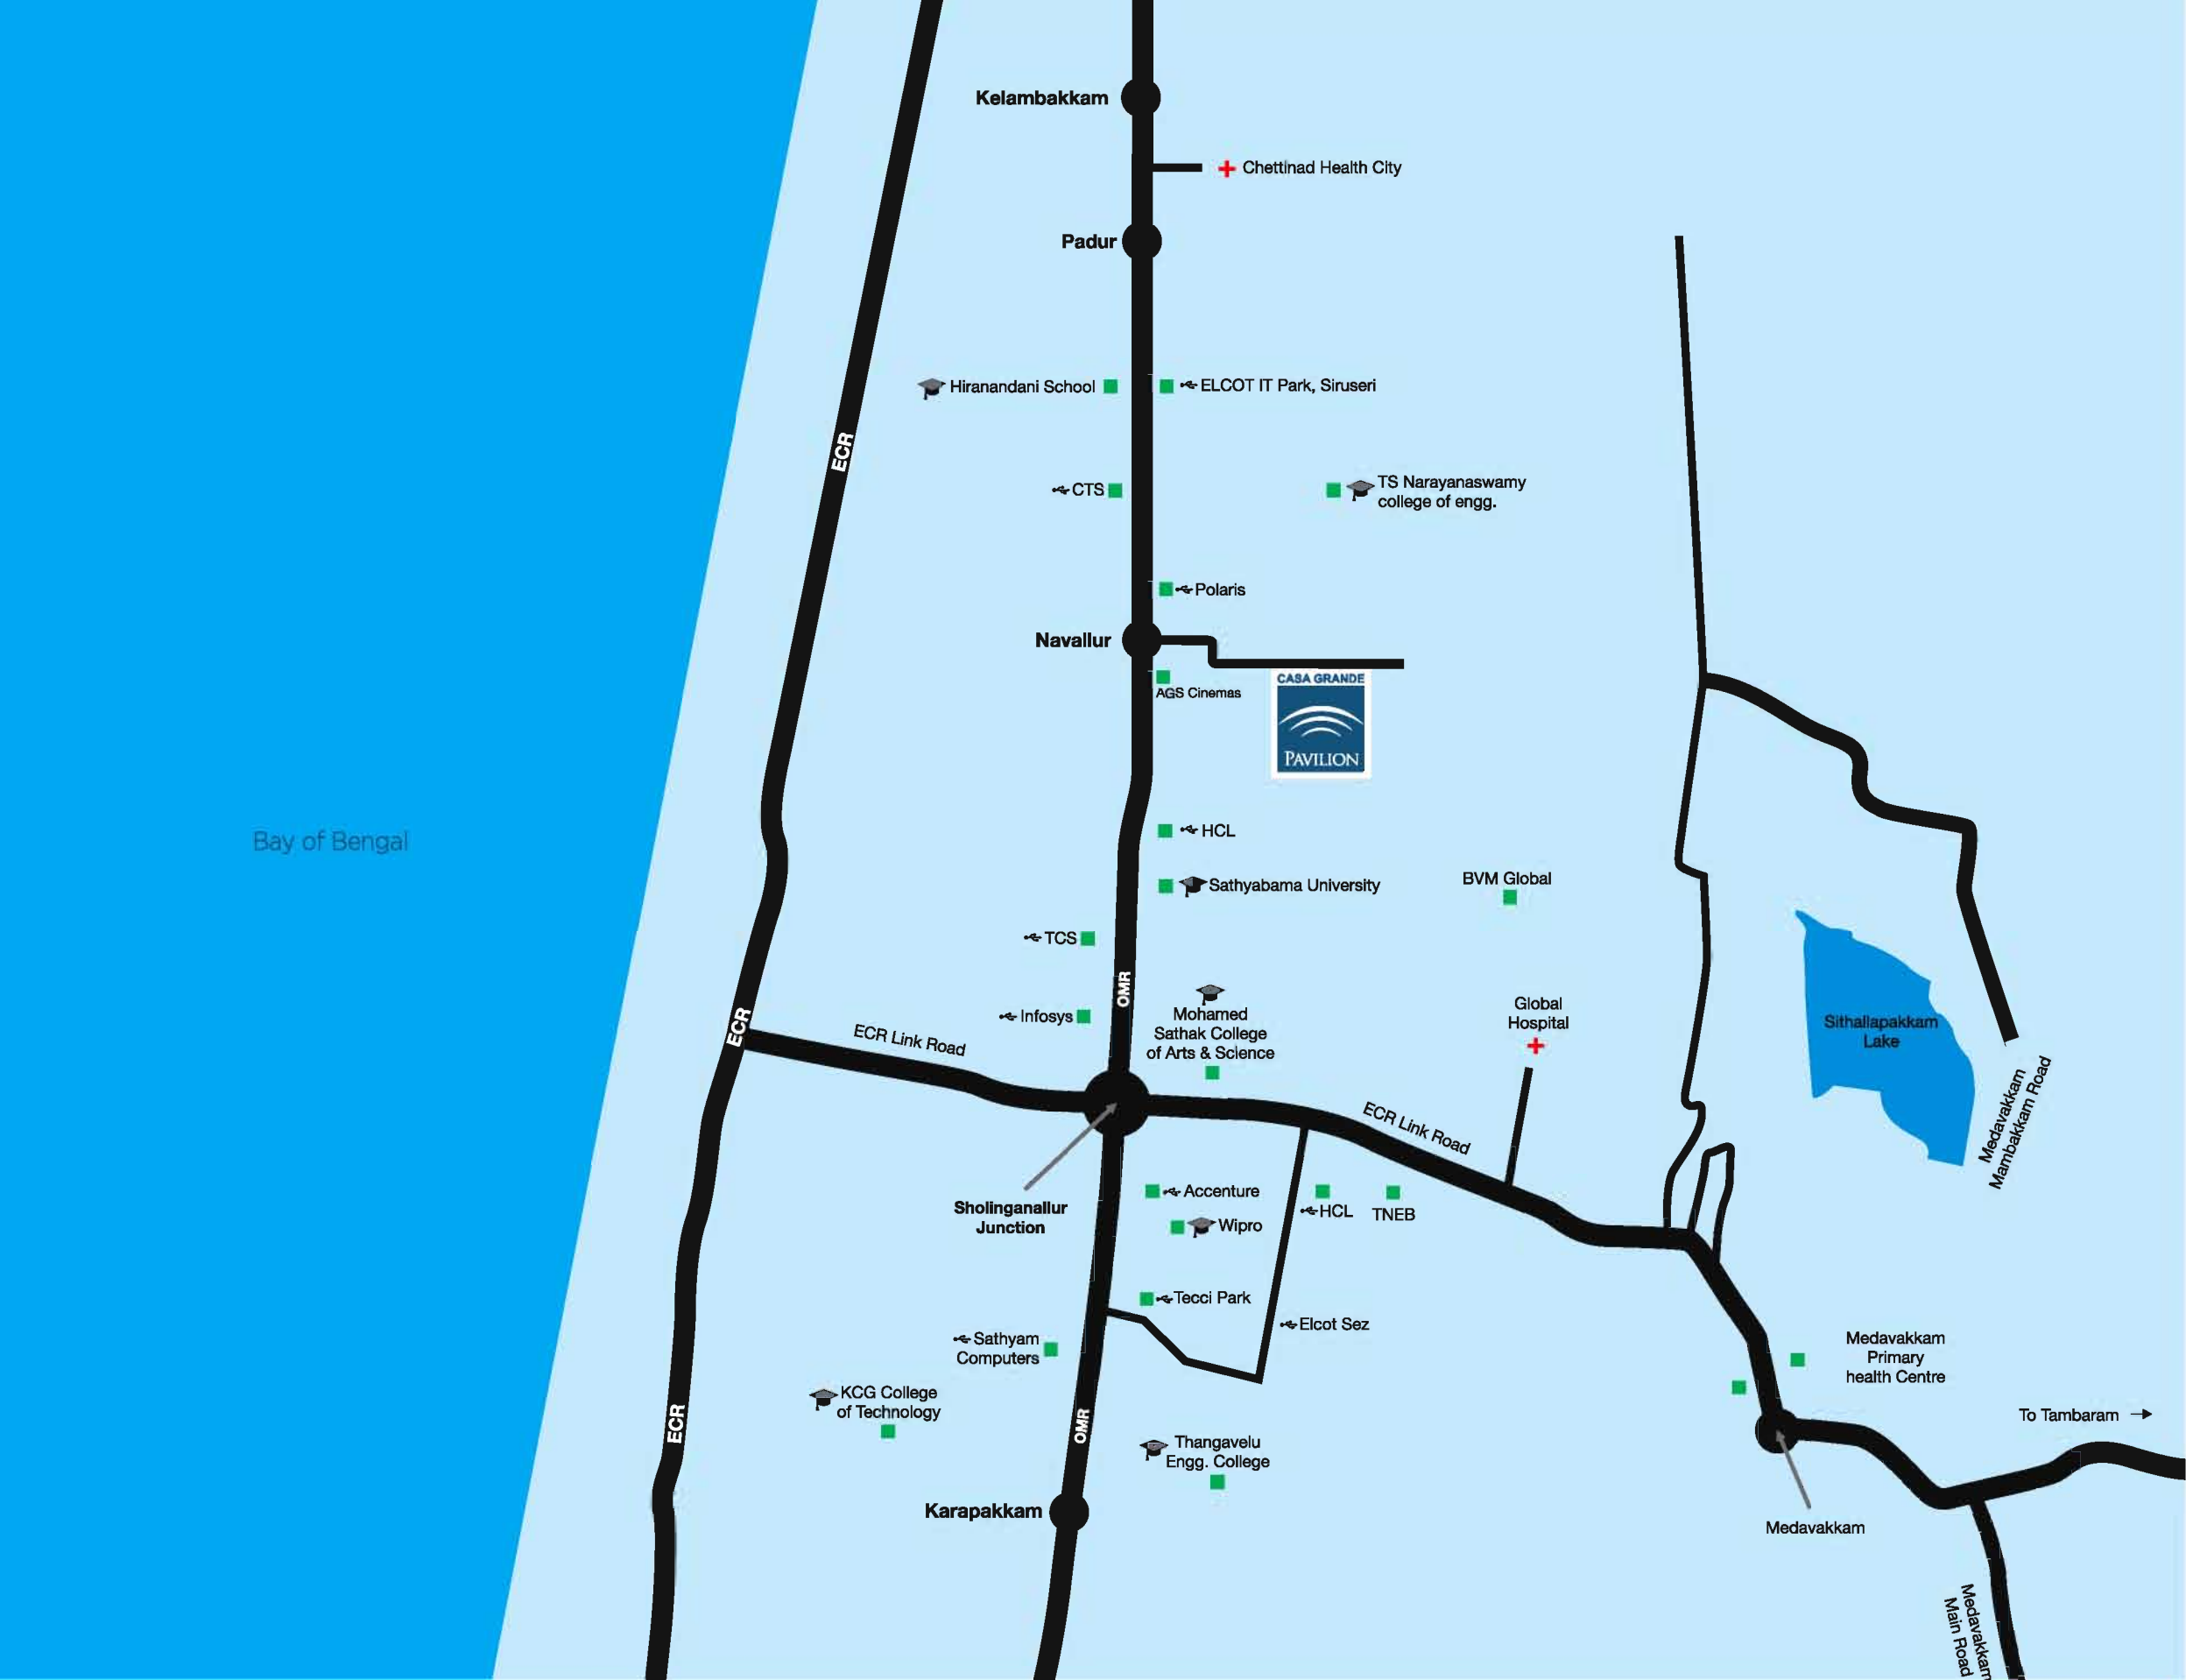 Kelambakkam
Chettinad Health City
Padur
Hiranandani School
ELCOT IT Park, Siruseri
ECR
CTS
TS Narayanaswamy
college of engg.
Polaris
Navallur
CASA GRANDE
PAVILION
AGS Cinemas
Bay of Bengal
HCL
Sathyabama University
BVM Global
TCS
OMR
Infosys
Mohamed
Sathak College
of Arts & Science
Global
Hospital
Sithallapakkam
Lake
ECR
ECR Link Road
ECR Link Road
Medavakkam
Mambakkam Road
Sholinganallur
Junction
Accenture
Wipro
HCL
TNEB
Tecci Park
Elcot Sez
Sathyam
Computers
Medavakkam
Primary
health Centre
KCG College
of Technology
ECR
OMR
To Tambaram
Thangavelu
Engg. College
Karapakkam
Medavakkam
Medavakkam
Main Road